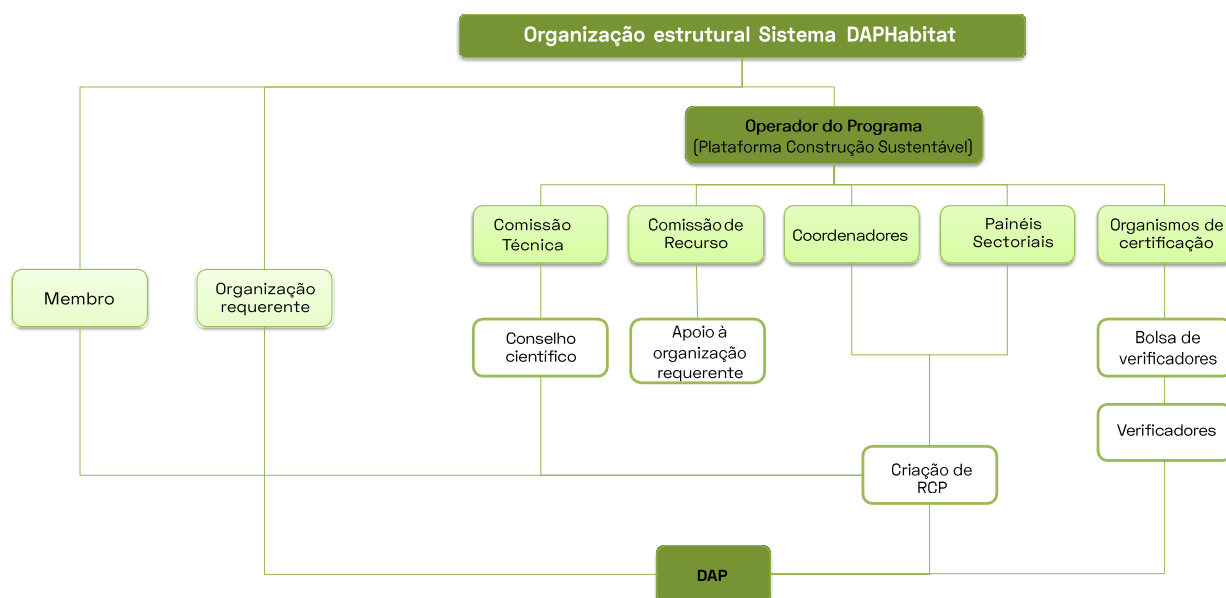 Organização estrutural Sistema DAPHabitat
Operador do Programa
(Plataforma Construção Sustentável)
Comissão
Técnica
Comissão de
Recurso
Coordenadores
Painéis
Sectoriais
Organismos de
certificação
Membro
Organização
requerente
Conselho
científico
Apoio à
organização
requerente
Bolsa de
verificadores
Verificadores
Criação de
RCP
DAP